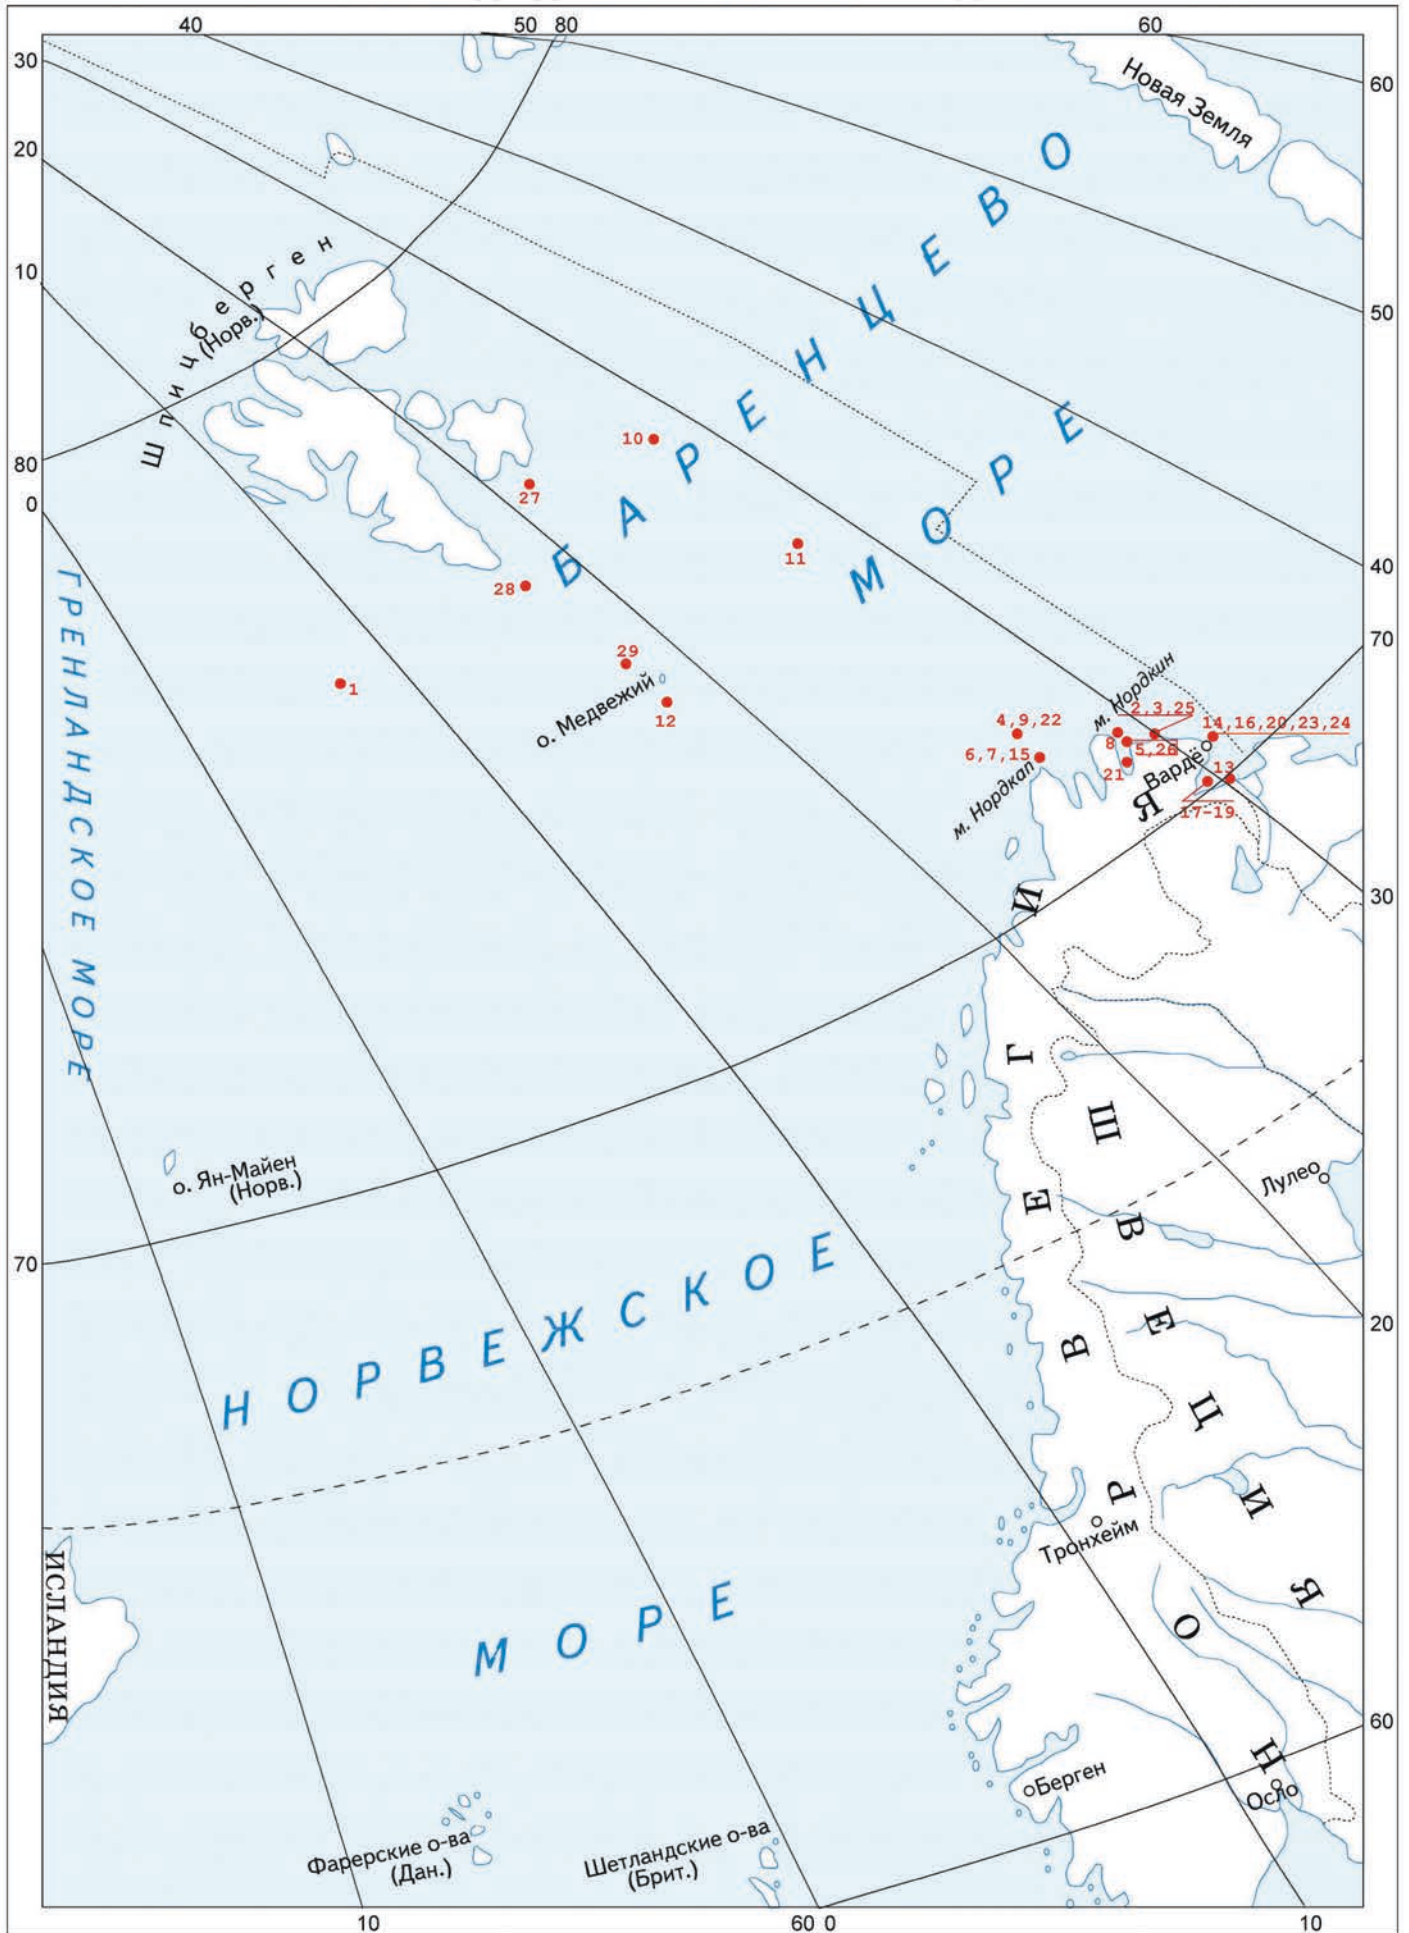 40
50 80
60
30
20
10
80
0
70
60
50
40
70
30
20
60
10
60 0
10
Новая Земля
Шпицберген
(Норв.)
БАРЕНЦЕВО
МОРЕ
10
27
11
28
29
о. Медвежий
12
1
ГРЕНЛАНДСКОЕ МОРЕ
м. Нордкин
4,9,22
2,3,25
14,16,20,23,24
6,7,15
8
5,26
21
Вардё
13
17-19
м. Нордкап
НОРВЕГИЯ
ШВЕЦИЯ
о. Ян-Майен
(Норв.)
Лулео
НОРВЕЖСКОЕ
МОРЕ
Тронхейм
ИСЛАНДИЯ
Берген
Осло
Фарерские о-ва
(Дан.)
Шетландские о-ва
(Брит.)